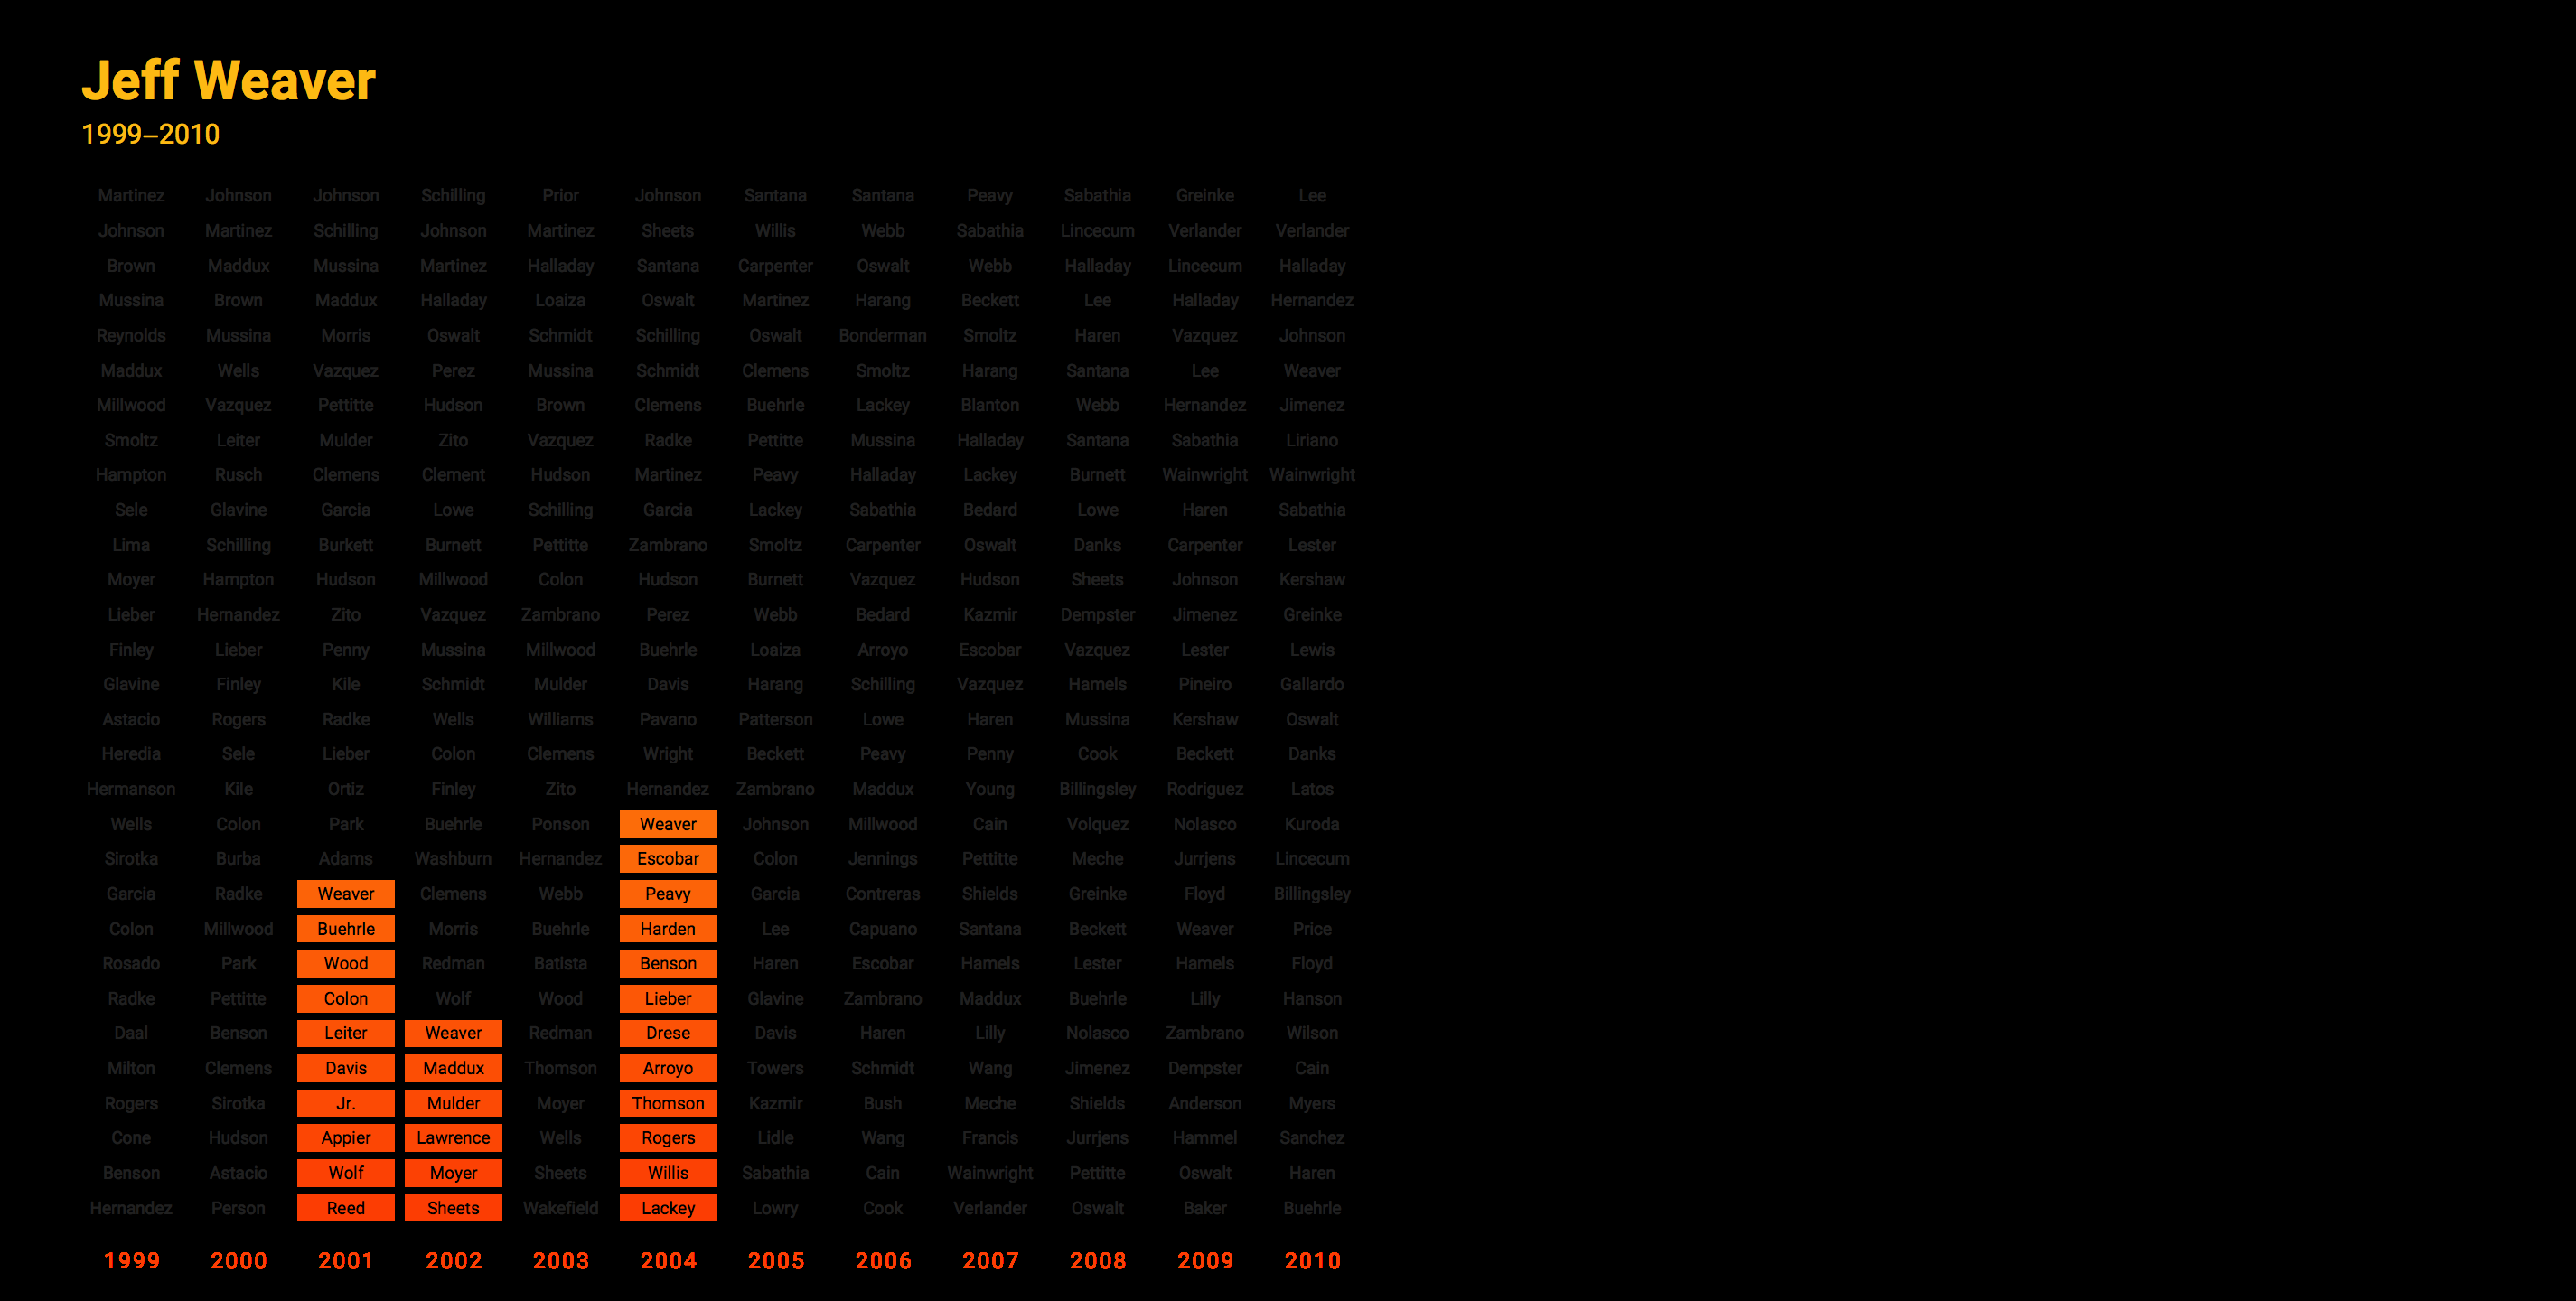 Jeff Weaver
1999–2010
Martinez Johnson Johnson Schilling Prior Johnson Santana Santana Peavy Sabathia Greinke Lee
Johnson Martinez Schilling Johnson Martinez Sheets Willis Webb Sabathia Lincecum Verlander Verlander
Brown Maddux Mussina Martinez Halladay Santana Carpenter Oswalt Webb Halladay Lincecum Halladay
Mussina Brown Maddux Halladay Loaiza Oswalt Martinez Harang Beckett Lee Halladay Hernandez
Reynolds Mussina Morris Oswalt Schmidt Schilling Oswalt Bonderman Smoltz Haren Vazquez Johnson
Maddux Wells Vazquez Perez Mussina Schmidt Clemens Smoltz Harang Santana Lee Weaver
Millwood Vazquez Pettitte Hudson Brown Clemens Buehrle Lackey Blanton Webb Hernandez Jimenez
Smoltz Leiter Mulder Zito Vazquez Radke Pettitte Mussina Halladay Santana Sabathia Liriano
Hampton Rusch Clemens Clement Hudson Martinez Peavy Halladay Lackey Burnett Wainwright Wainwright
Sele Glavine Garcia Lowe Schilling Garcia Lackey Sabathia Bedard Lowe Haren Sabathia
Lima Schilling Burkett Burnett Pettitte Zambrano Smoltz Carpenter Oswalt Danks Carpenter Lester
Moyer Hampton Hudson Millwood Colon Hudson Burnett Vazquez Hudson Sheets Johnson Kershaw
Lieber Hernandez Zito Vazquez Zambrano Perez Webb Bedard Kazmir Dempster Jimenez Greinke
Finley Lieber Penny Mussina Millwood Buehrle Loaiza Arroyo Escobar Vazquez Lester Lewis
Glavine Finley Kile Schmidt Mulder Davis Harang Schilling Vazquez Hamels Pineiro Gallardo
Astacio Rogers Radke Wells Williams Pavano Patterson Lowe Haren Mussina Kershaw Oswalt
Heredia Sele Lieber Colon Clemens Wright Beckett Peavy Penny Cook Beckett Danks
Hermanson Kile Ortiz Finley Zito Hernandez Zambrano Maddux Young Billingsley Rodriguez Latos
Wells Colon Park Buehrle Ponson Weaver Johnson Millwood Cain Volquez Nolasco Kuroda
Sirotka Burba Adams Washburn Hernandez Escobar Colon Jennings Pettitte Meche Jurrjens Lincecum
Garcia Radke Weaver Clemens Webb Peavy Garcia Contreras Shields Greinke Floyd Billingsley
Colon Millwood Buehrle Morris Buehrle Harden Lee Capuano Santana Beckett Weaver Price
Rosado Park Wood Redman Batista Benson Haren Escobar Hamels Lester Hamels Floyd
Radke Pettitte Colon Wolf Wood Lieber Glavine Zambrano Maddux Buehrle Lilly Hanson
Daal Benson Leiter Weaver Redman Drese Davis Haren Lilly Nolasco Zambrano Wilson
Milton Clemens Davis Maddux Thomson Arroyo Towers Schmidt Wang Jimenez Dempster Cain
Rogers Sirotka Jr. Mulder Moyer Thomson Kazmir Bush Meche Shields Anderson Myers
Cone Hudson Appier Lawrence Wells Rogers Lidle Wang Francis Jurrjens Hammel Sanchez
Benson Astacio Wolf Moyer Sheets Willis Sabathia Cain Wainwright Pettitte Oswalt Haren
Hernandez Person Reed Sheets Wakefield Lackey Lowry Cook Verlander Oswalt Baker Buehrle
1999 2000 2001 2002 2003 2004 2005 2006 2007 2008 2009 2010